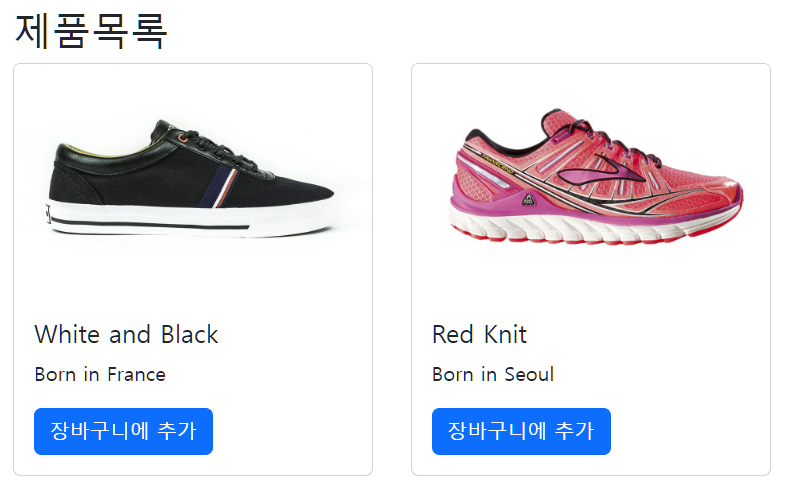 제품목록
White and Black
Born in France
장바구니에 추가
Red Knit
Born in Seoul
장바구니에 추가